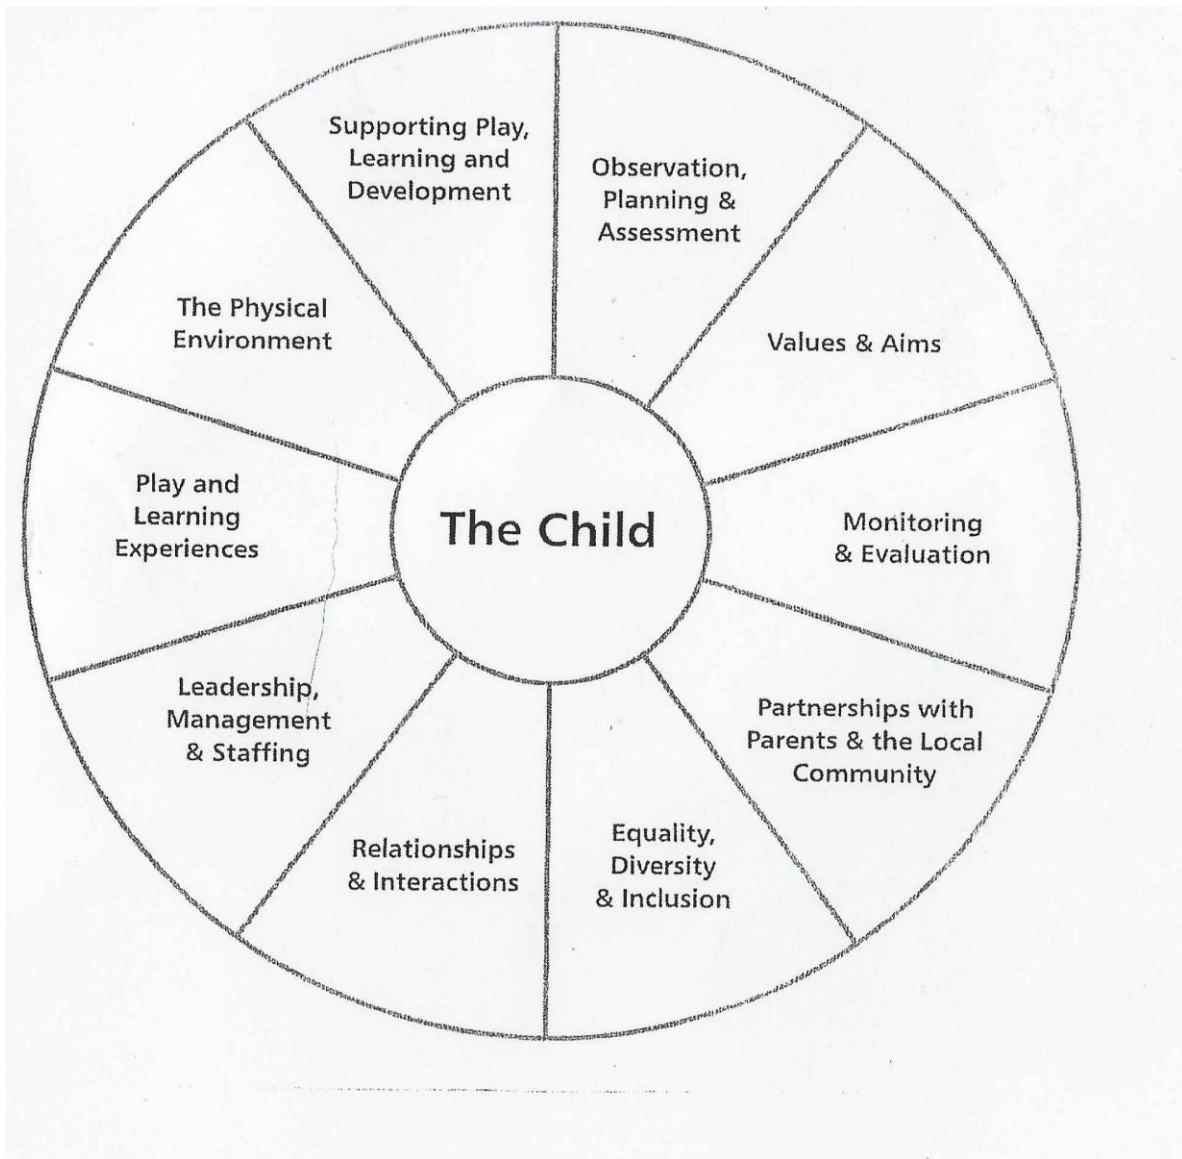 Supporting Play,
Learning and
Development
Observation,
Planning &
Assessment
Values & Aims
Monitoring
& Evaluation
Partnerships with
Parents & the Local
Community
Equality,
Diversity
& Inclusion
Relationships
& Interactions
Leadership,
Management
& Staffing
Play and
Learning
Experiences
The Physical
Environment
The Child